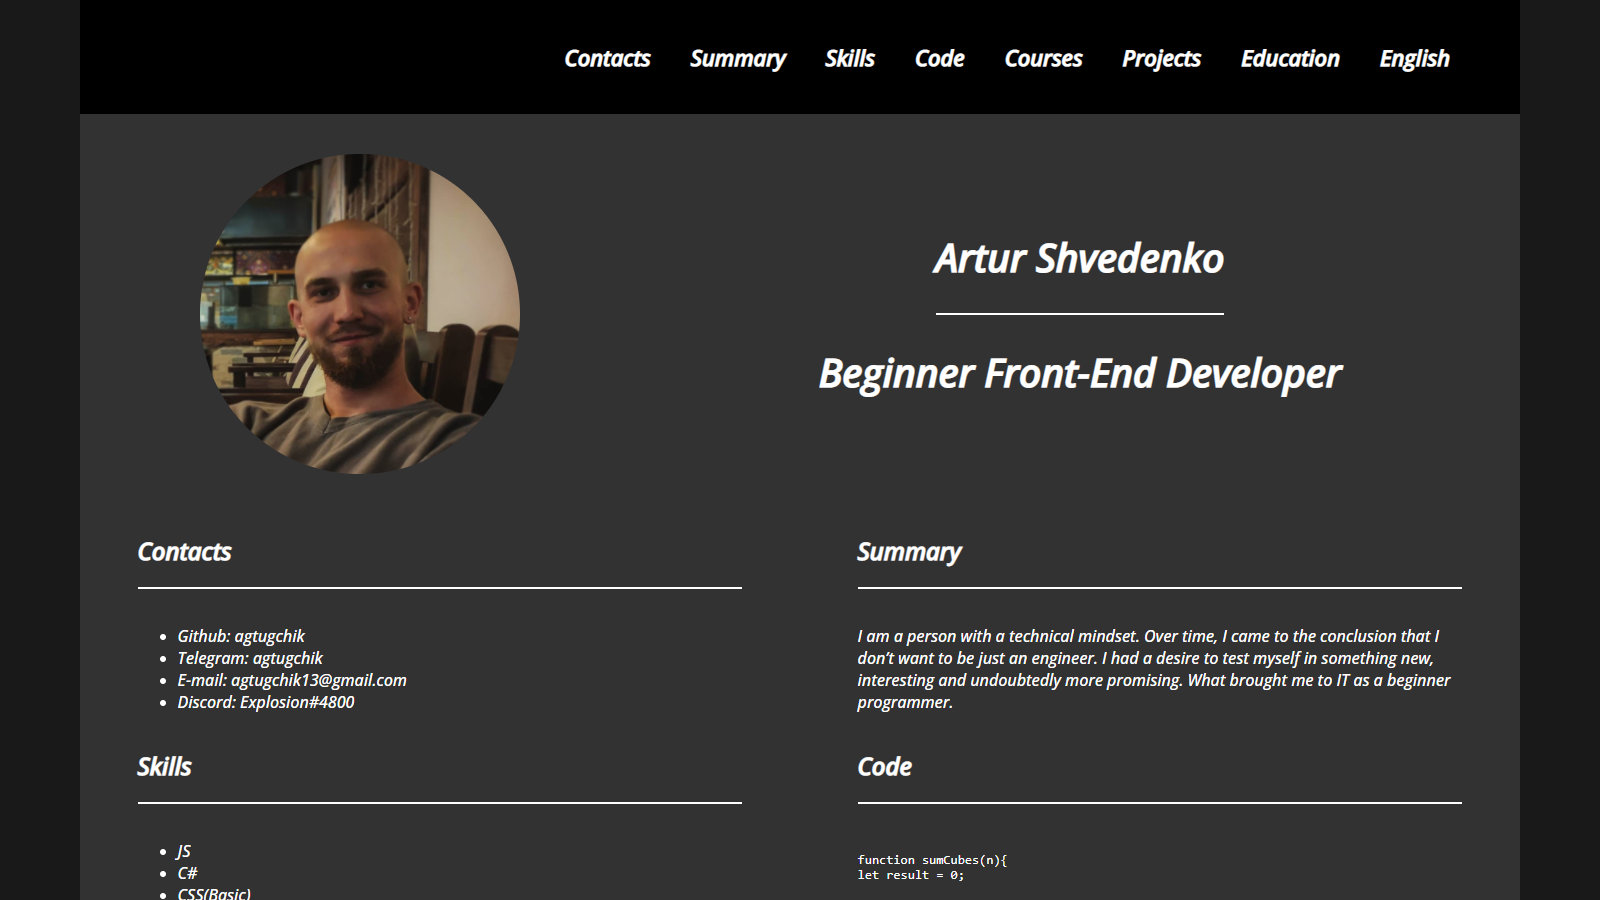 Contacts Summary Skills Code Courses Projects Education English
Artur Shvedenko
Beginner Front-End Developer
Contacts
Github: agtugchik
Telegram: agtugchik
E-mail: agtugchik13@gmail.com
Discord: Explosion#4800
Summary
I am a person with a technical mindset. Over time, I came to the conclusion that I
don’t want to be just an engineer. I had a desire to test myself in something new,
interesting and undoubtedly more promising. What brought me to IT as a beginner
programmer.
Skills
JS
C#
CSS(Basic)
Code
function sumCubes(n){
let result = 0;